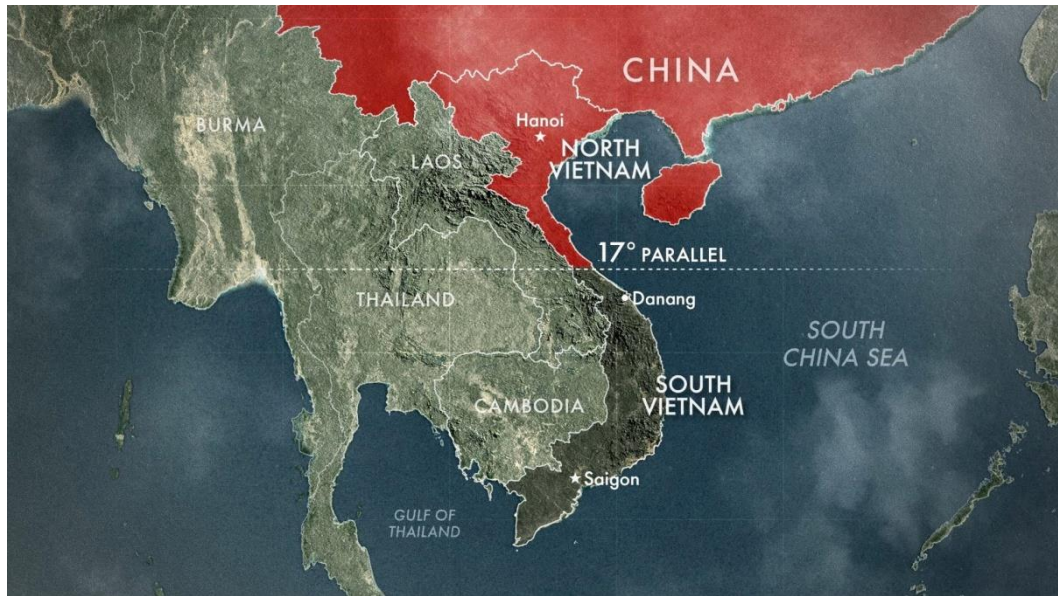 CHINA
Hanoi
BURMA
NORTH
VIETNAM
LAOS
17° PARALLEL
THAILAND
Danang
SOUTH
CHINA SEA
SOUTH
VIETNAM
CAMBODIA
Saigon
GULF OF
THAILAND